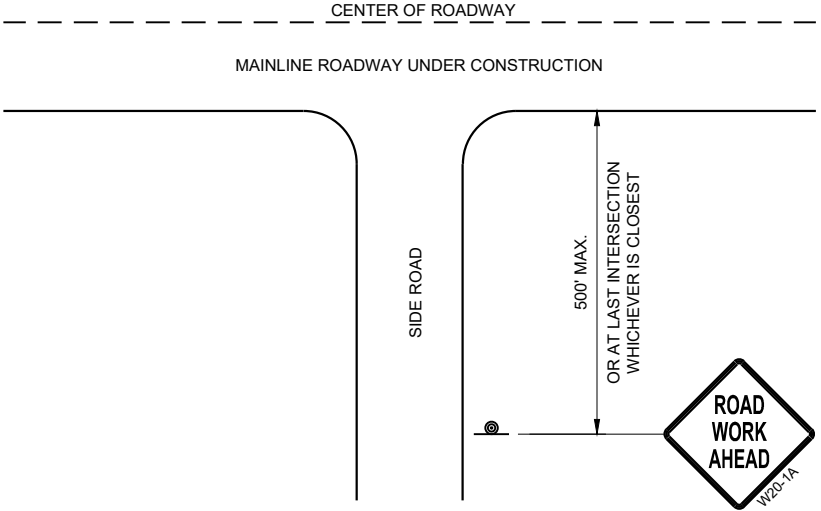 CENTER OF ROADWAY
MAINLINE ROADWAY UNDER CONSTRUCTION
SIDE ROAD
500' MAX.
OR AT LAST INTERSECTION
WHICHEVER IS CLOSEST
ROAD
WORK
AHEAD
W20-1A